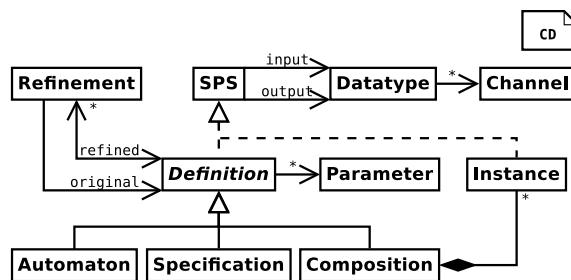 CD
input
Refinement
SPS
Datatype
*
Channel
output
*
refined
Definition
*
Parameter
Instance
original
*
Automaton
Specification
Composition